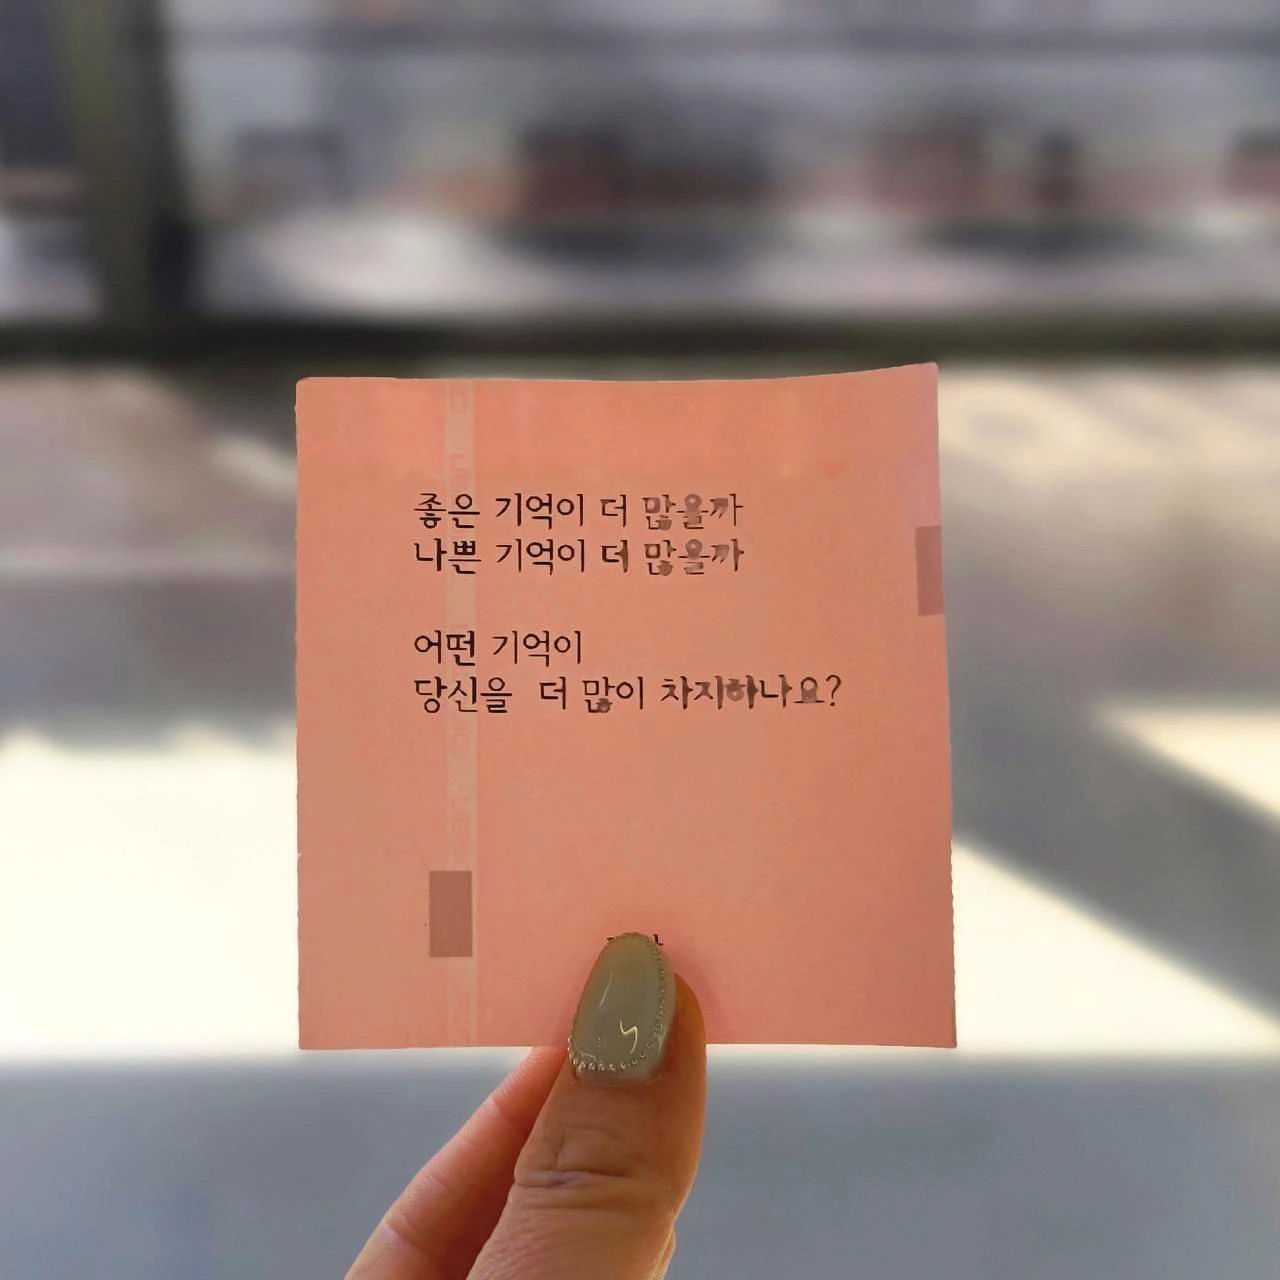 좋은 기억이 더 많을까
나쁜 기억이 더 많을까
어떤 기억이
당신을 더 많이 차지하나요?